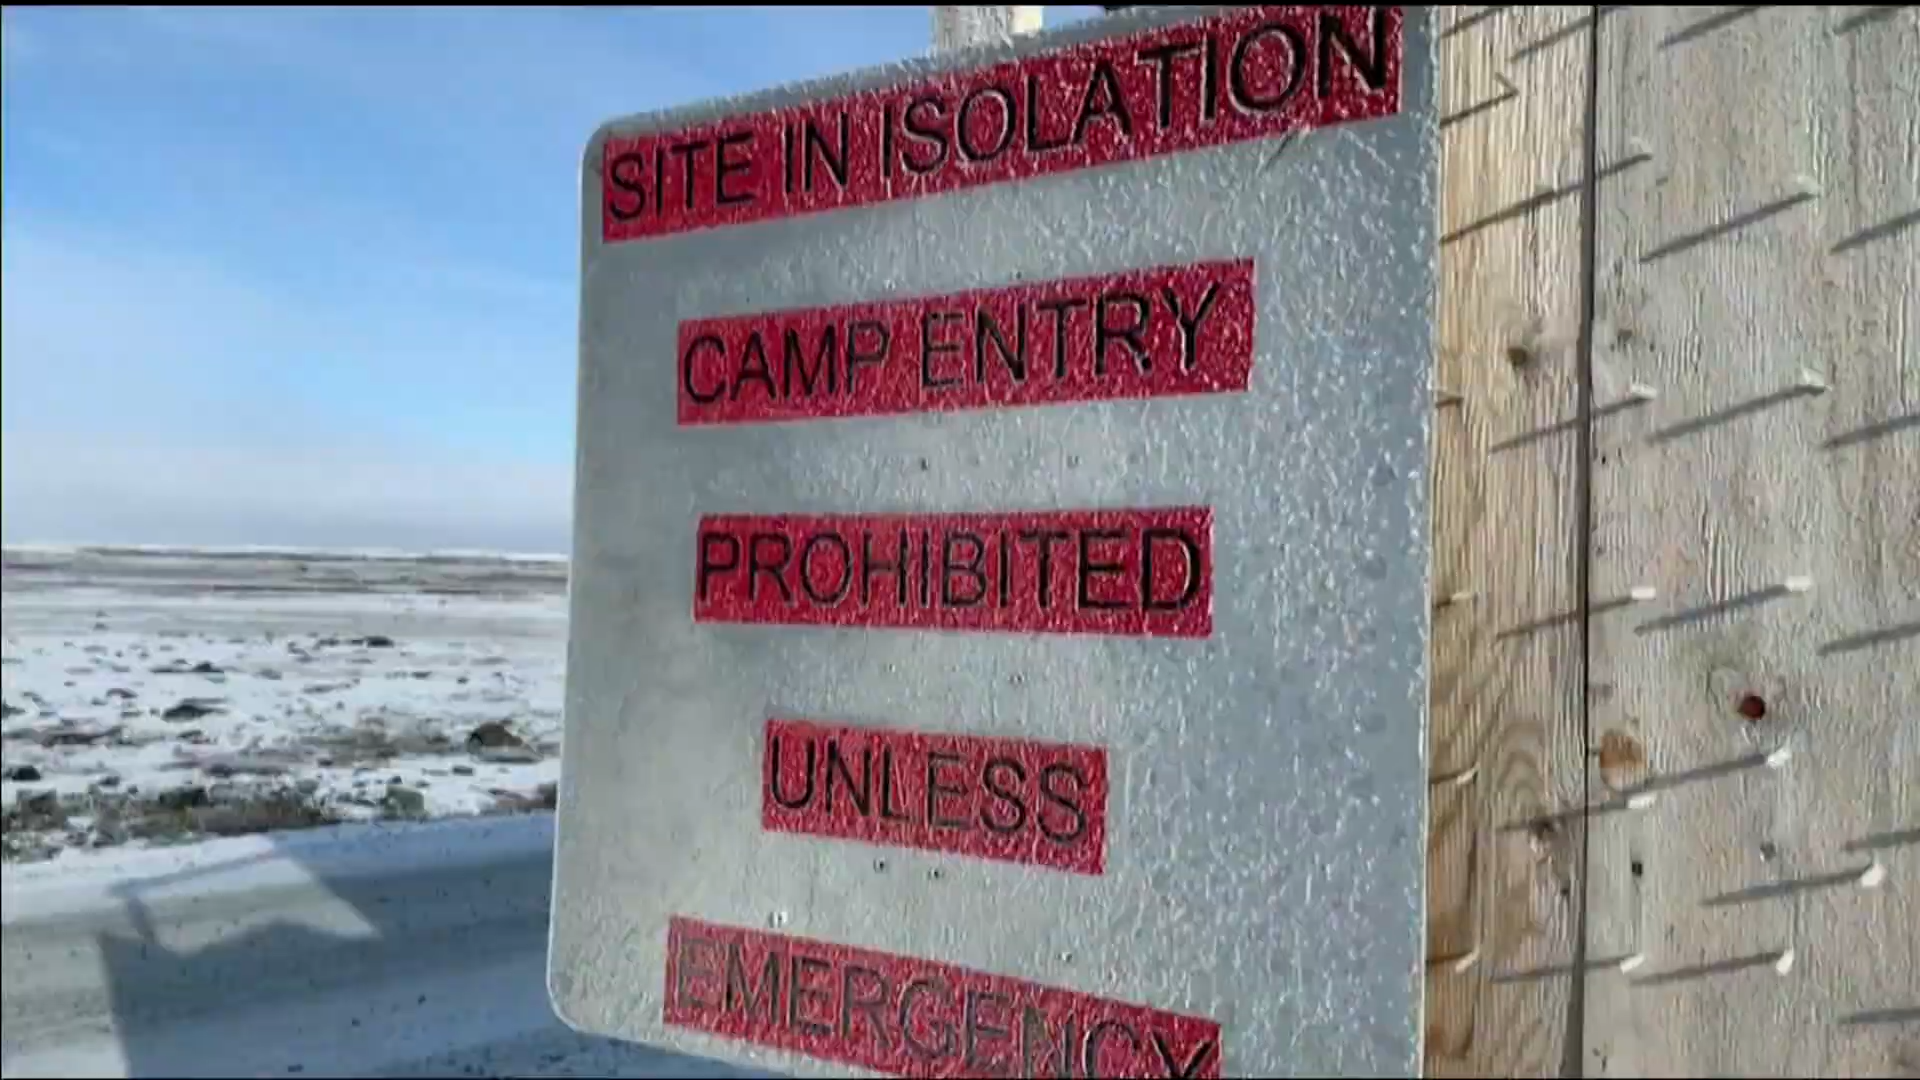 SITE IN ISOLATION
CAMP ENTRY
PROHIBITED
UNLESS
EMERGENCY